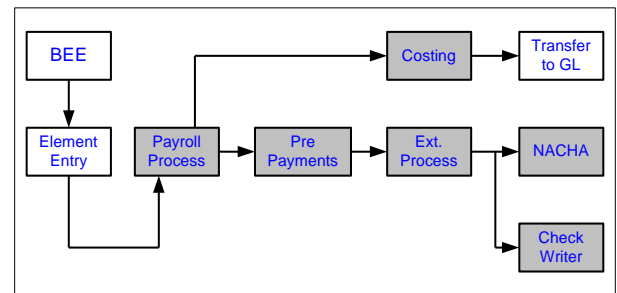 BEE
Costing
Transfer
to GL
Element
Entry
Payroll
Process
Pre
Payments
Ext.
Process
NACHA
Check
Writer